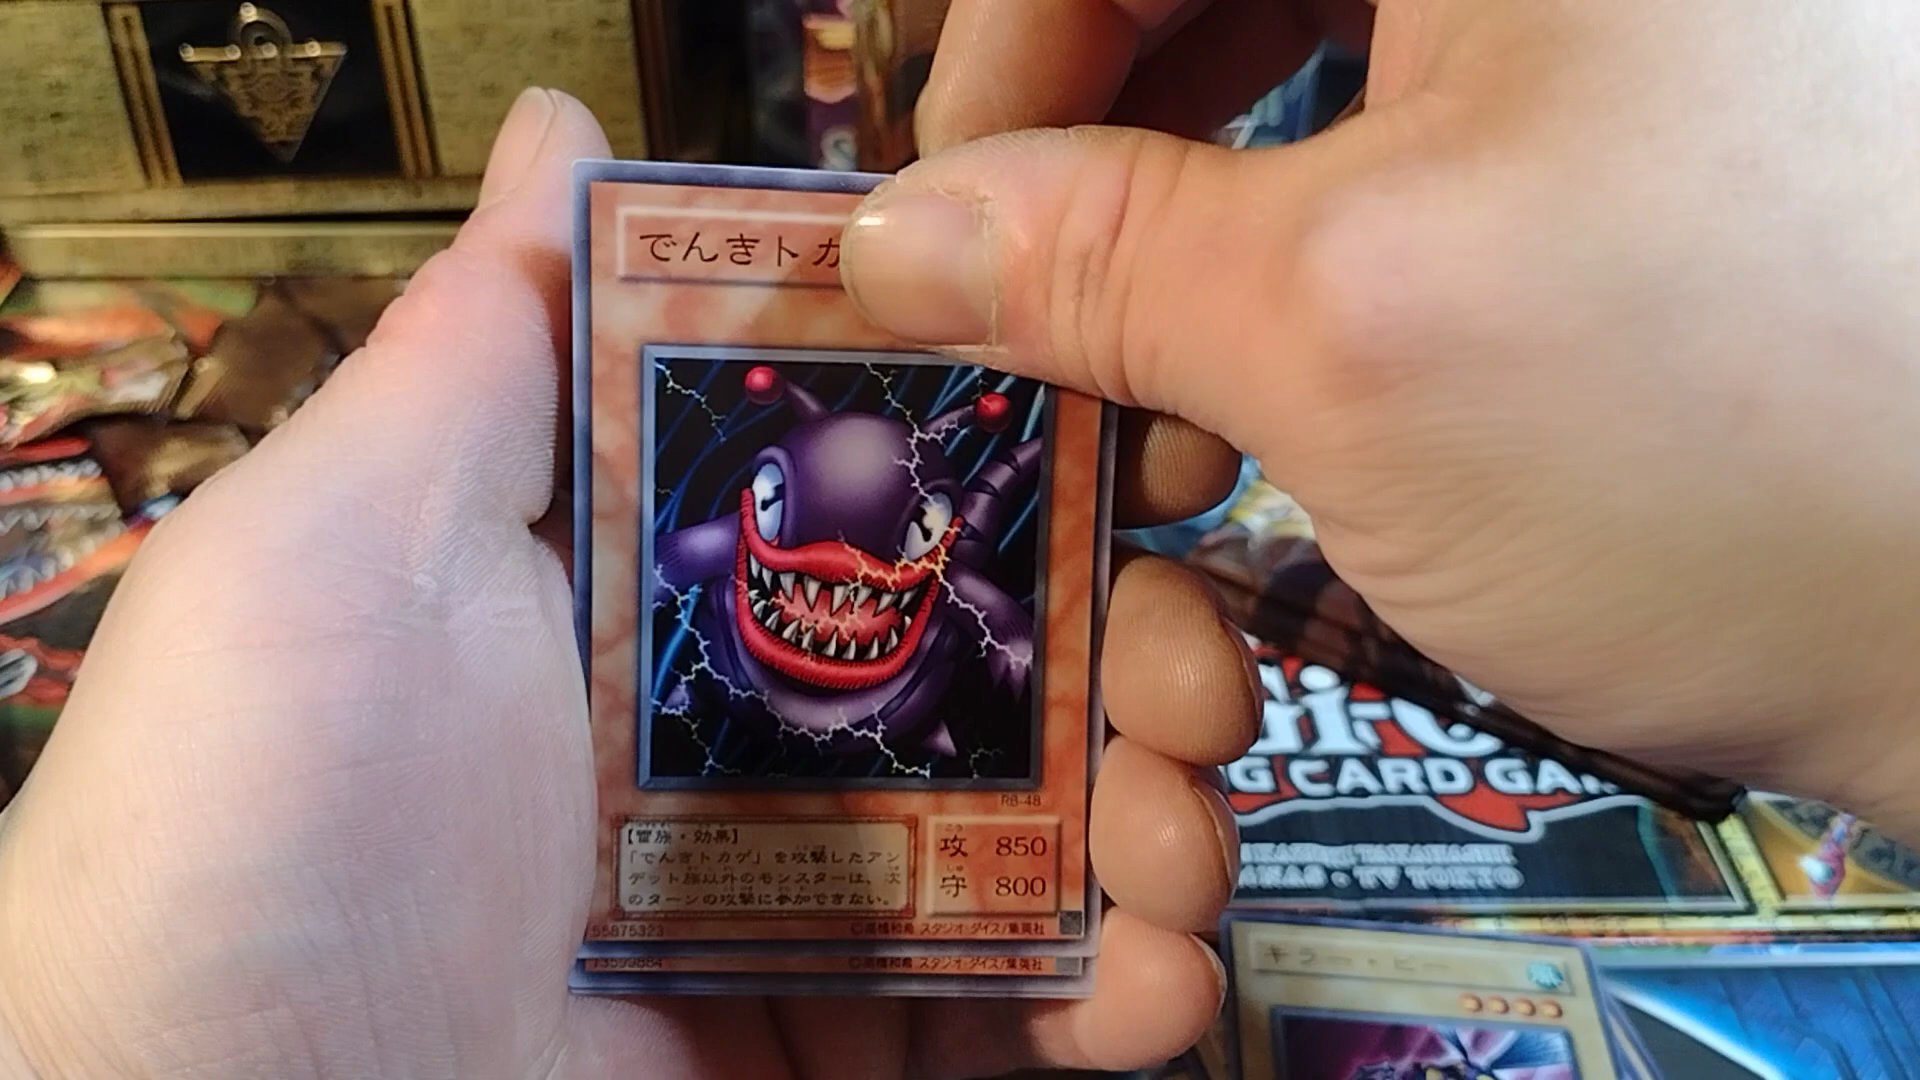 でんきトカ
RB-48
【雷族・効果】
「でんきトカゲ」を攻撃したアン
デット族以外のモンスターは、次
のターンの攻撃に参加できない。
攻 850
守 800
55875323
©高橋和希 スタジオ・ダイス/集英社
13599884
©高橋和希 スタジオ・ダイス/集英社
Gi-
G CARD GA
TAKAHASHI
TV TOKYO
キラー・ビー